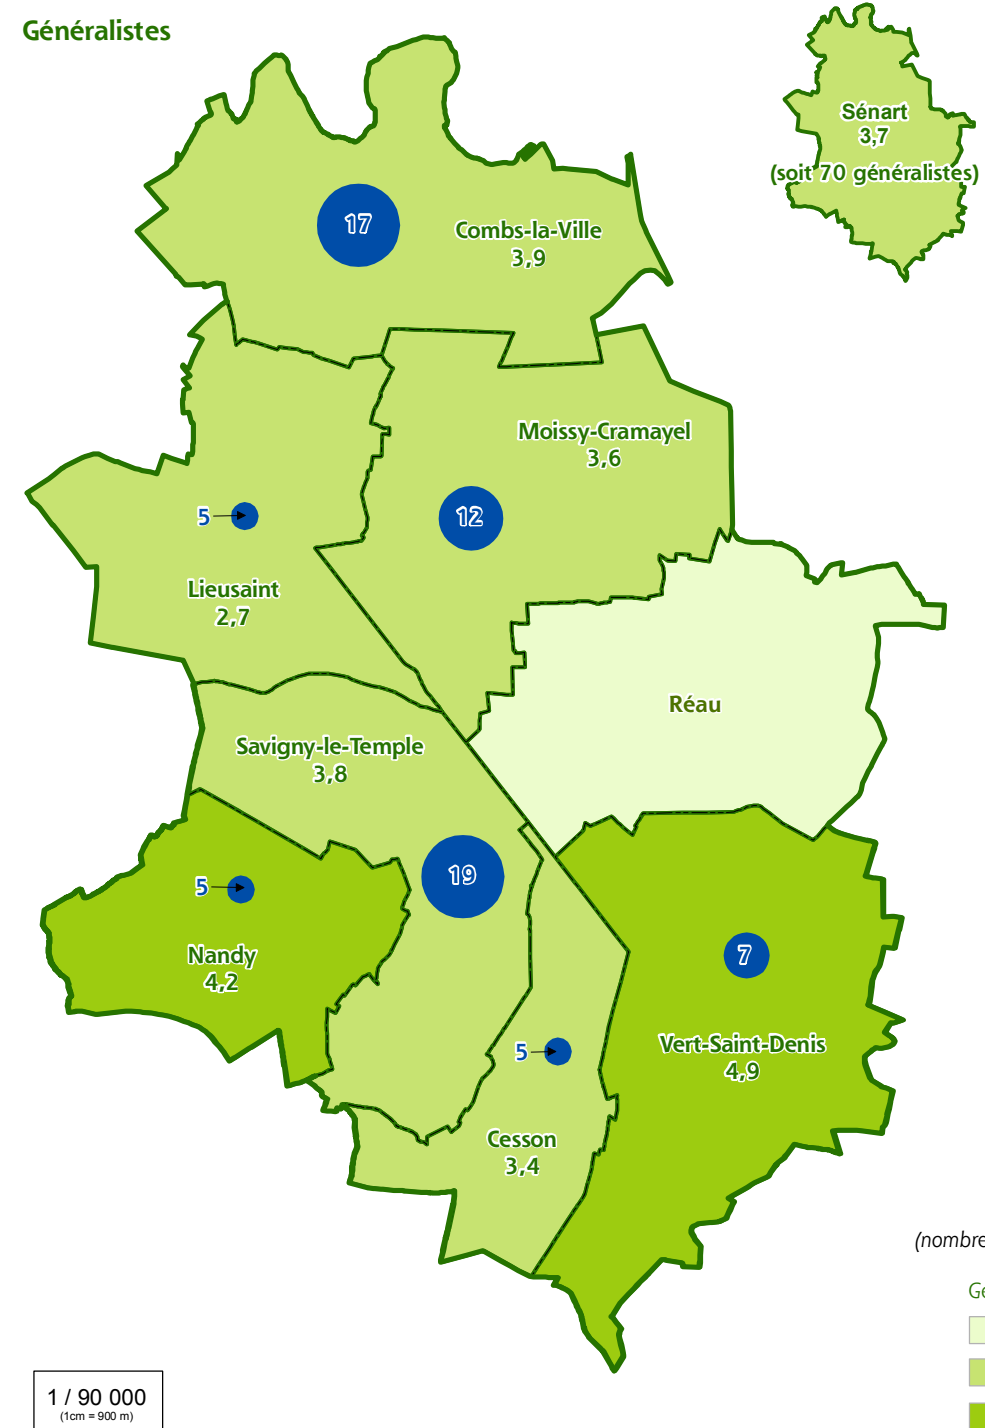 Généralistes
Sénart
3,7
(soit 70 généralistes)
17
Combs-la-Ville
3,9
Moissy-Cramayel
3,6
12
5
Lieusaint
2,7
Réau
Savigny-le-Temple
3,8
19
5
Nandy
4,2
7
Vert-Saint-Denis
4,9
5
Cesson
3,4
(nombre
1 / 90 000
(1cm = 900 m)